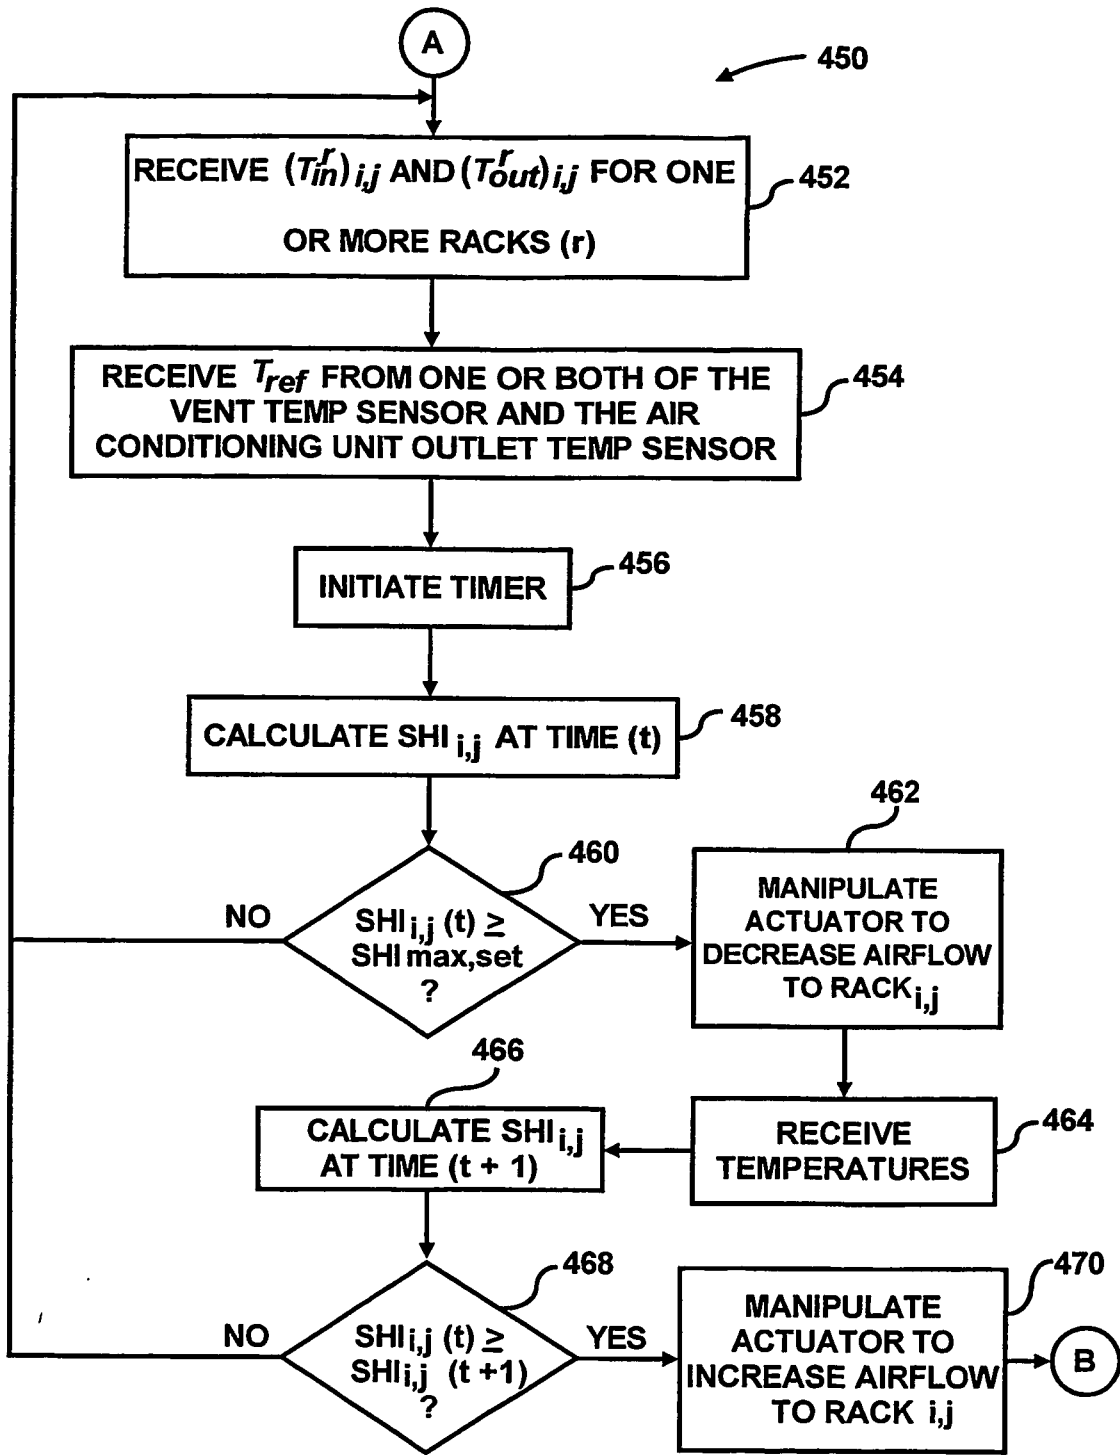 A
450
RECEIVE (T^r_in)i,j AND (T^r_out)i,j FOR ONE
OR MORE RACKS (r)
452
RECEIVE T_ref FROM ONE OR BOTH OF THE
VENT TEMP SENSOR AND THE AIR
CONDITIONING UNIT OUTLET TEMP SENSOR
454
INITIATE TIMER
456
CALCULATE SHI i,j AT TIME (t)
458
460
SHI i,j (t) ≥
SHI max,set
?
NO
YES
462
MANIPULATE
ACTUATOR TO
DECREASE AIRFLOW
TO RACK i,j
RECEIVE
TEMPERATURES
464
466
CALCULATE SHI i,j
AT TIME (t + 1)
468
SHI i,j (t) ≥
SHI i,j (t +1)
?
NO
YES
470
MANIPULATE
ACTUATOR TO
INCREASE AIRFLOW
TO RACK i,j
B